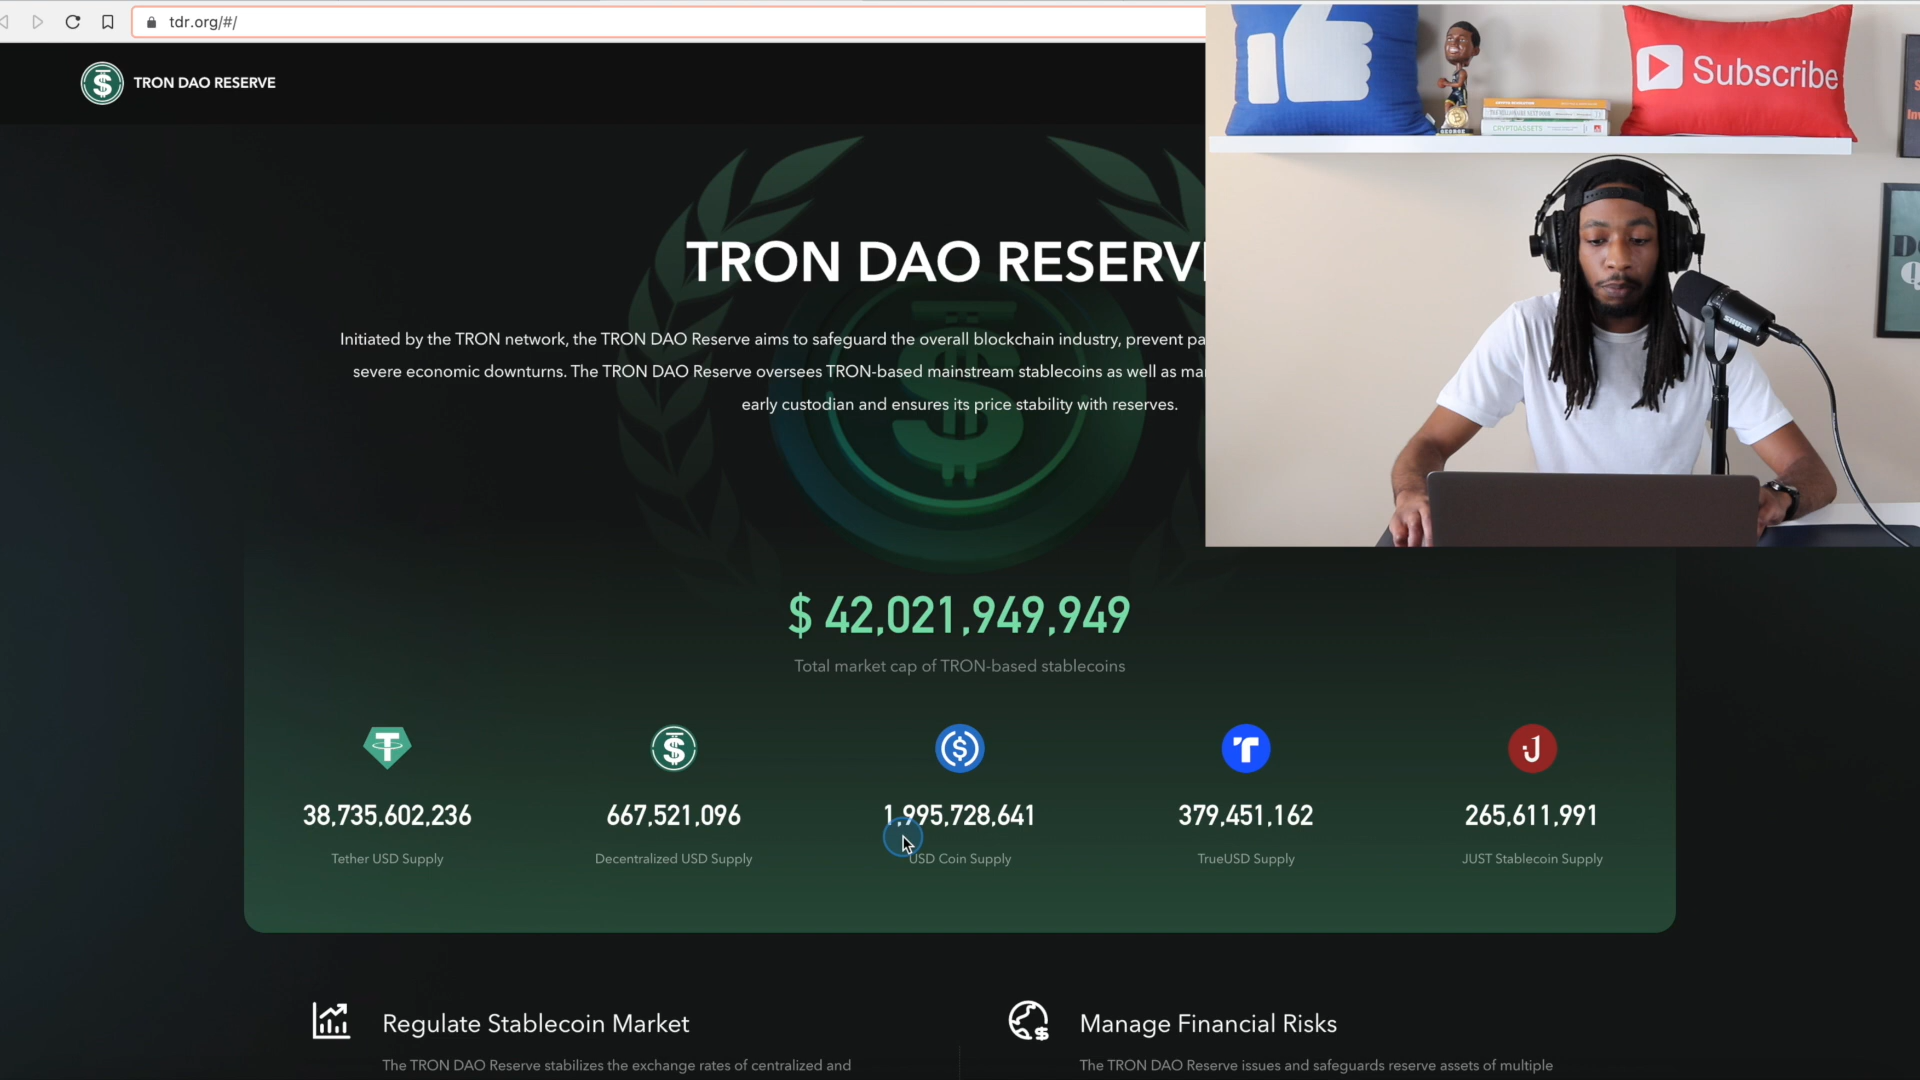 tdr.org/#/
TRON DAO RESERVE
Subscribe
CRYPTOASSETS
GEORGE
TRON DAO RESERVE
Initiated by the TRON network, the TRON DAO Reserve aims to safeguard the overall blockchain industry, prevent
severe economic downturns. The TRON DAO Reserve oversees TRON-based mainstream stablecoins as well as
early custodian and ensures its price stability with reserves.
SHURE
$ 42,021,949,949
Total market cap of TRON-based stablecoins
38,735,602,236
667,521,096
1,995,728,641
379,451,162
265,611,991
Tether USD Supply
Decentralized USD Supply
USD Coin Supply
TrueUSD Supply
JUST Stablecoin Supply
Regulate Stablecoin Market
Manage Financial Risks
The TRON DAO Reserve stabilizes the exchange rates of centralized and
The TRON DAO Reserve issues and safeguards reserve assets of multiple